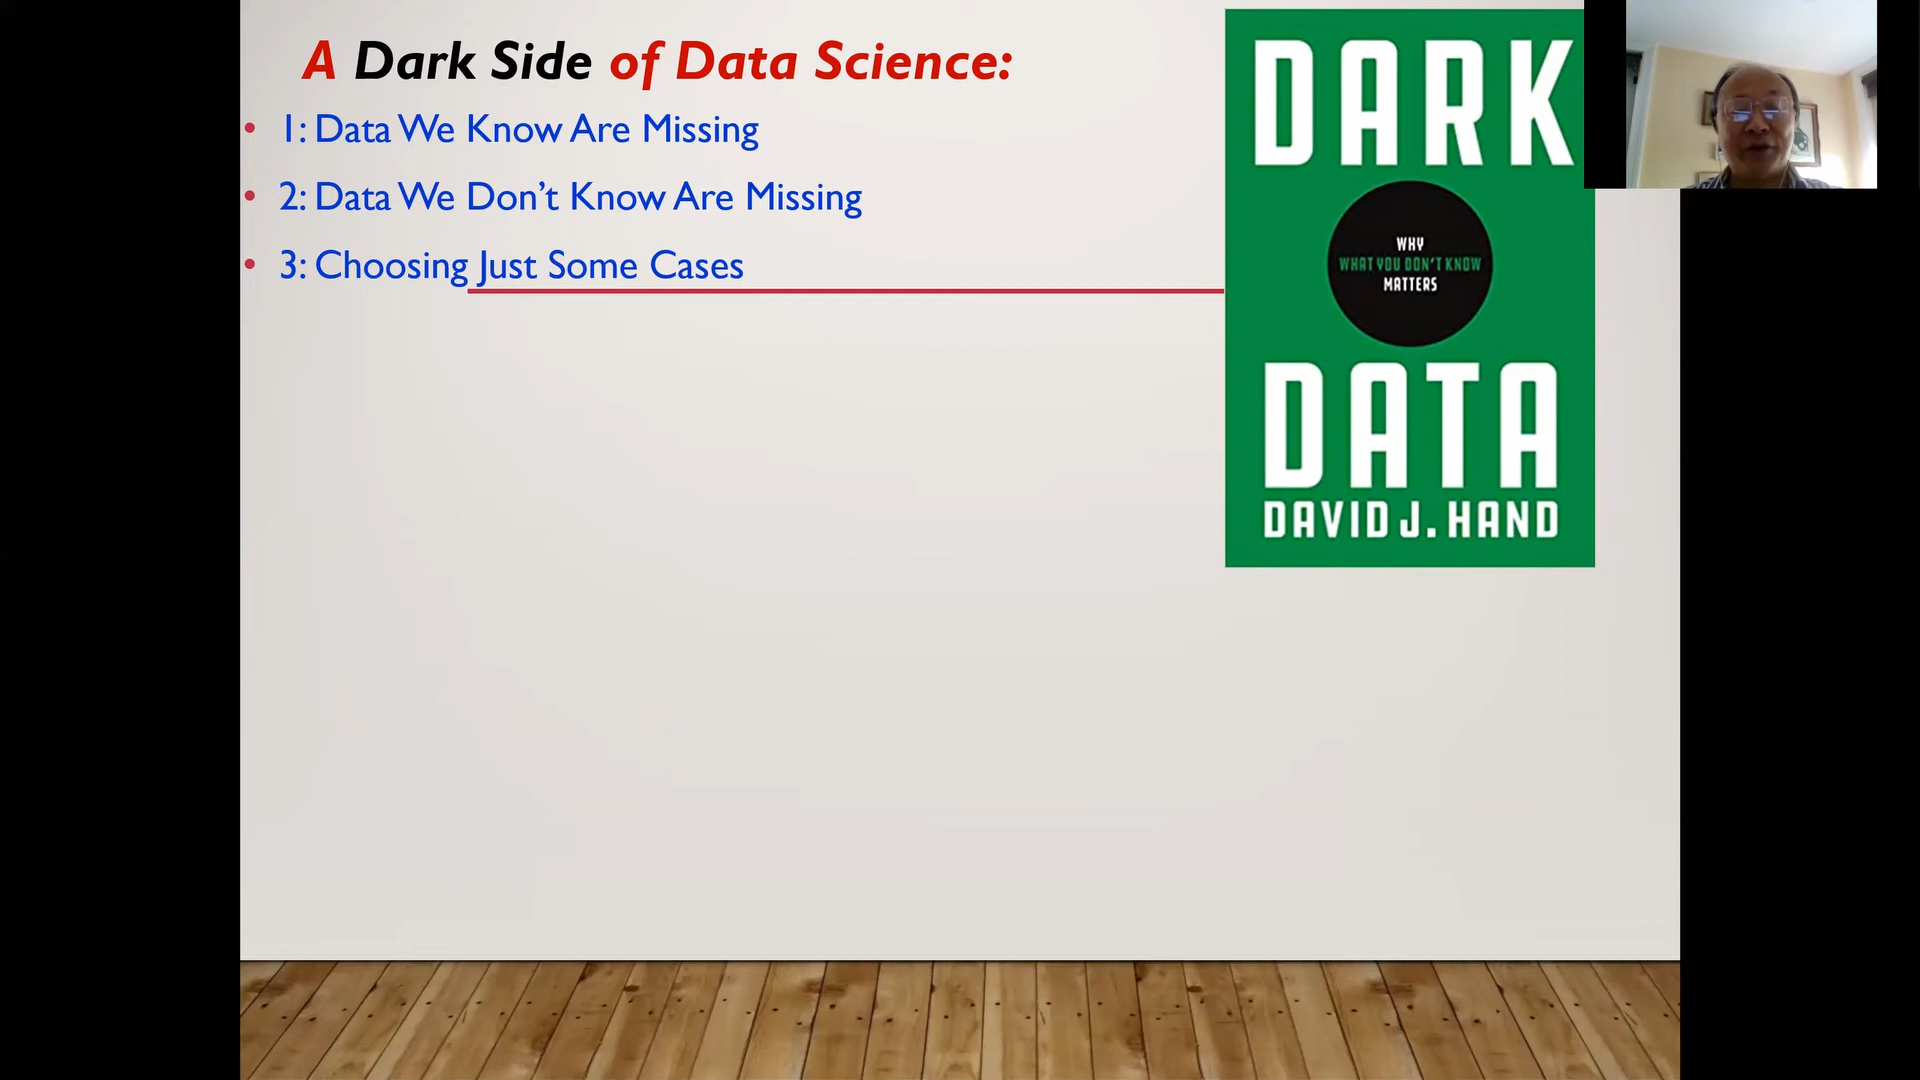 A Dark Side of Data Science:
• 1: Data We Know Are Missing
• 2: Data We Don’t Know Are Missing
• 3: Choosing Just Some Cases
DARK
WHY
WHAT YOU DON'T KNOW
MATTERS
DATA
DAVID J. HAND